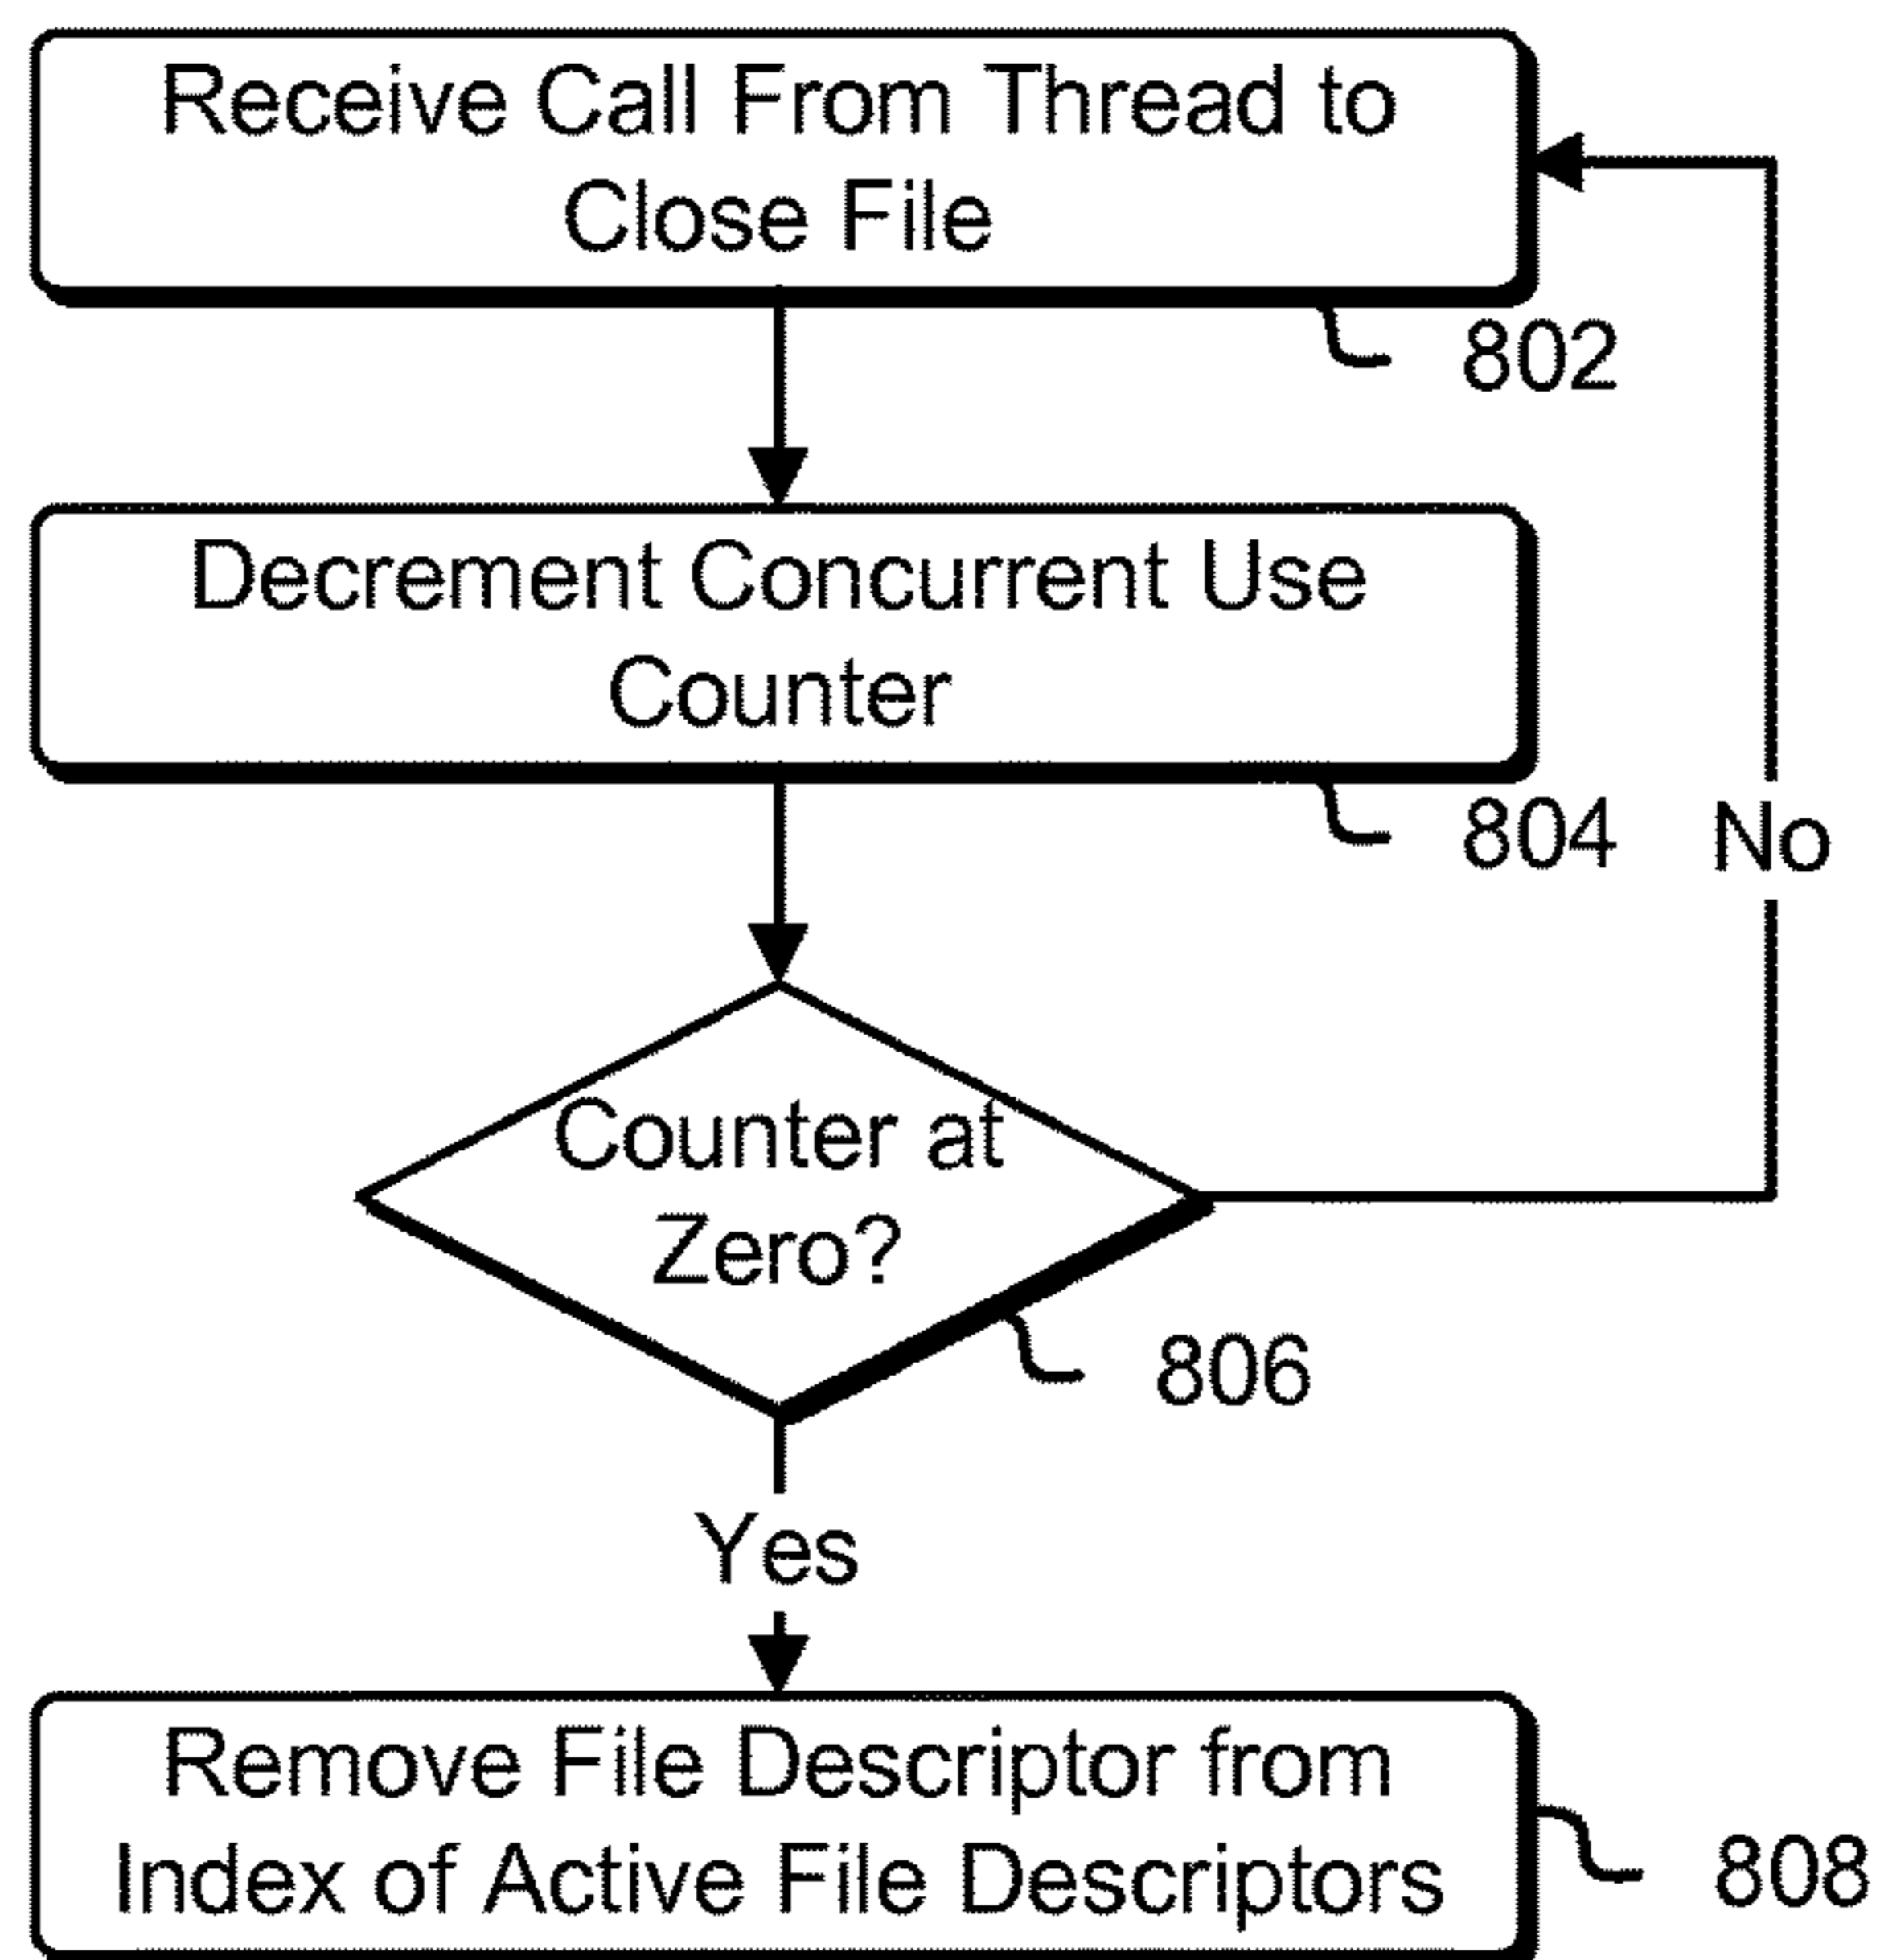 Receive Call From Thread to
Close File
802
Decrement Concurrent Use
Counter
804
No
Counter at
Zero?
806
Yes
Remove File Descriptor from
Index of Active File Descriptors
808